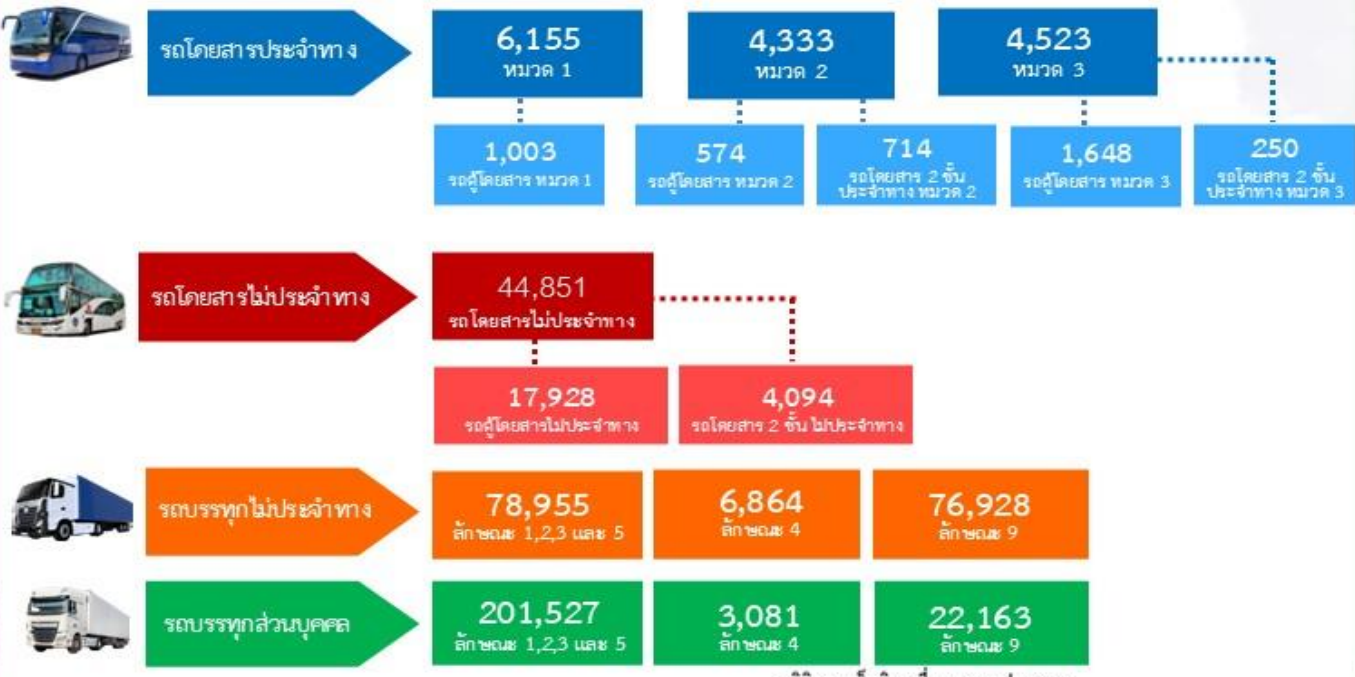 รถโดยสารประจำทาง
6,155
หมวด 1
4,333
หมวด 2
4,523
หมวด 3
1,003
รถตู้โดยสาร หมวด 1
574
รถตู้โดยสาร หมวด 2
714
รถโดยสาร 2 ชั้น
ประจำทาง หมวด 2
1,648
รถตู้โดยสาร หมวด 3
250
รถโดยสาร 2 ชั้น
ประจำทาง หมวด 3
รถโดยสารไม่ประจำทาง
44,851
รถโดยสารไม่ประจำทาง
17,928
รถตู้โดยสารไม่ประจำทาง
4,094
รถโดยสาร 2 ชั้น ไม่ประจำทาง
รถบรรทุกไม่ประจำทาง
78,955
ลักษณะ 1,2,3 และ 5
6,864
ลักษณะ 4
76,928
ลักษณะ 9
รถบรรทุกส่วนบุคคล
201,527
ลักษณะ 1,2,3 และ 5
3,081
ลักษณะ 4
22,163
ลักษณะ 9